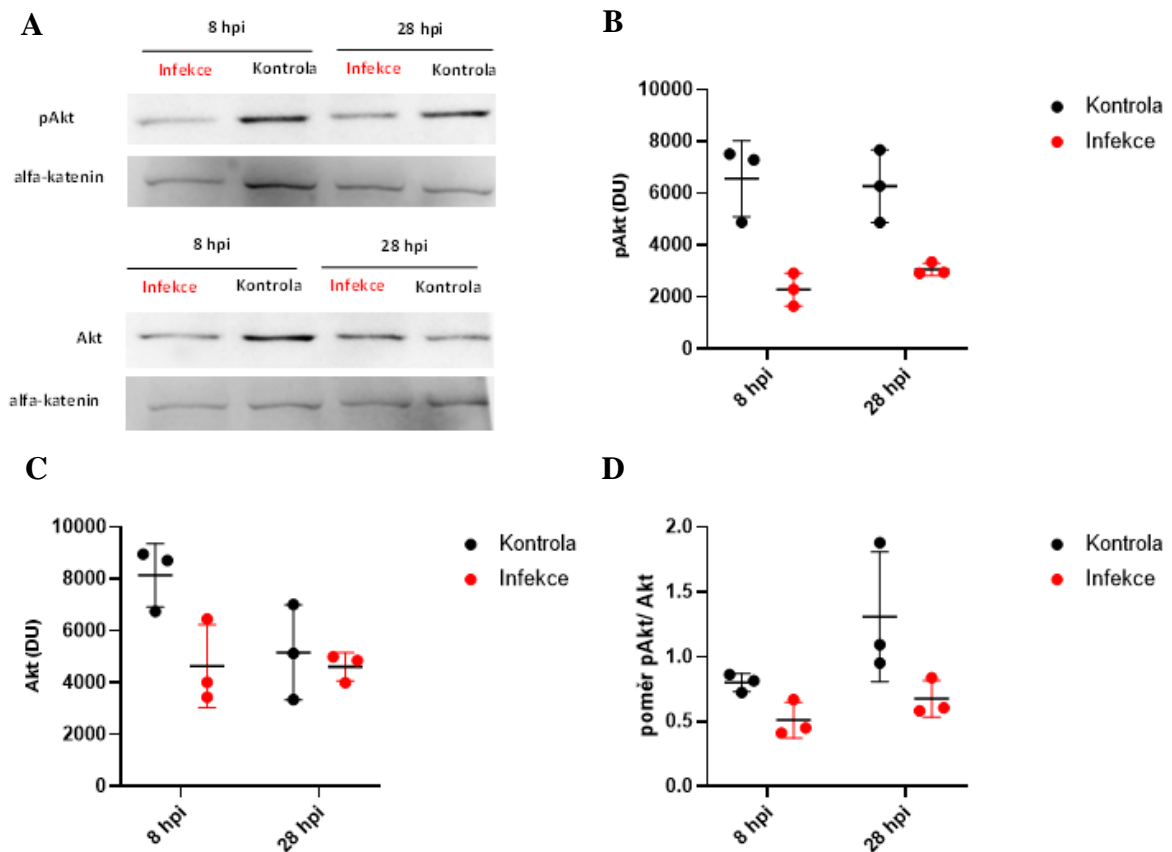 A
8 hpi 28 hpi
Infekce Kontrola Infekce Kontrola
pAkt
alfa-katenin
8 hpi 28 hpi
Infekce Kontrola Infekce Kontrola
Akt
alfa-katenin
B
10000
8000
6000
4000
2000
0
pAkt (DU)
8 hpi
28 hpi
Kontrola
Infekce
C
10000
8000
6000
4000
2000
0
Akt (DU)
8 hpi
28 hpi
Kontrola
Infekce
D
2.0
1.5
1.0
0.5
0.0
poměr pAkt/ Akt
8 hpi
28 hpi
Kontrola
Infekce